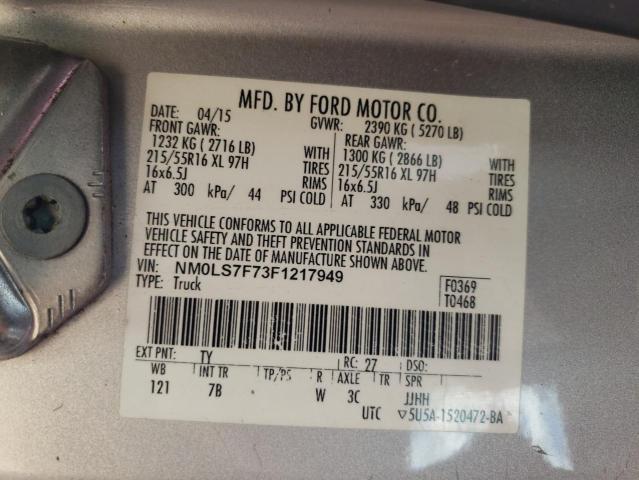 MFD. BY FORD MOTOR CO.
DATE: 04/15 GVWR: 2390 KG ( 5270 LB)
FRONT GAWR: REAR GAWR:
1232 KG ( 2716 LB) WITH 1300 KG ( 2866 LB) WITH
215/55R16 XL 97H TIRES 215/55R16 XL 97H TIRES
16x6.5J RIMS 16x6.5J RIMS
AT 300 kPa/ 44 PSI COLD AT 330 kPa/ 48 PSI COLD
THIS VEHICLE CONFORMS TO ALL APPLICABLE FEDERAL MOTOR
VEHICLE SAFETY AND THEFT PREVENTION STANDARDS IN
EFFECT ON THE DATE OF MANUFACTURE SHOWN ABOVE.
VIN: NM0LS7F73F1217949 F0369
TYPE: Truck T0468
EXT PNT: TY RC: 27 DSO:
WB INT TR TP/PS R AXLE TR SPR
121 7B W 3C JJHH
UTC ▽5U5A-1520472-BA